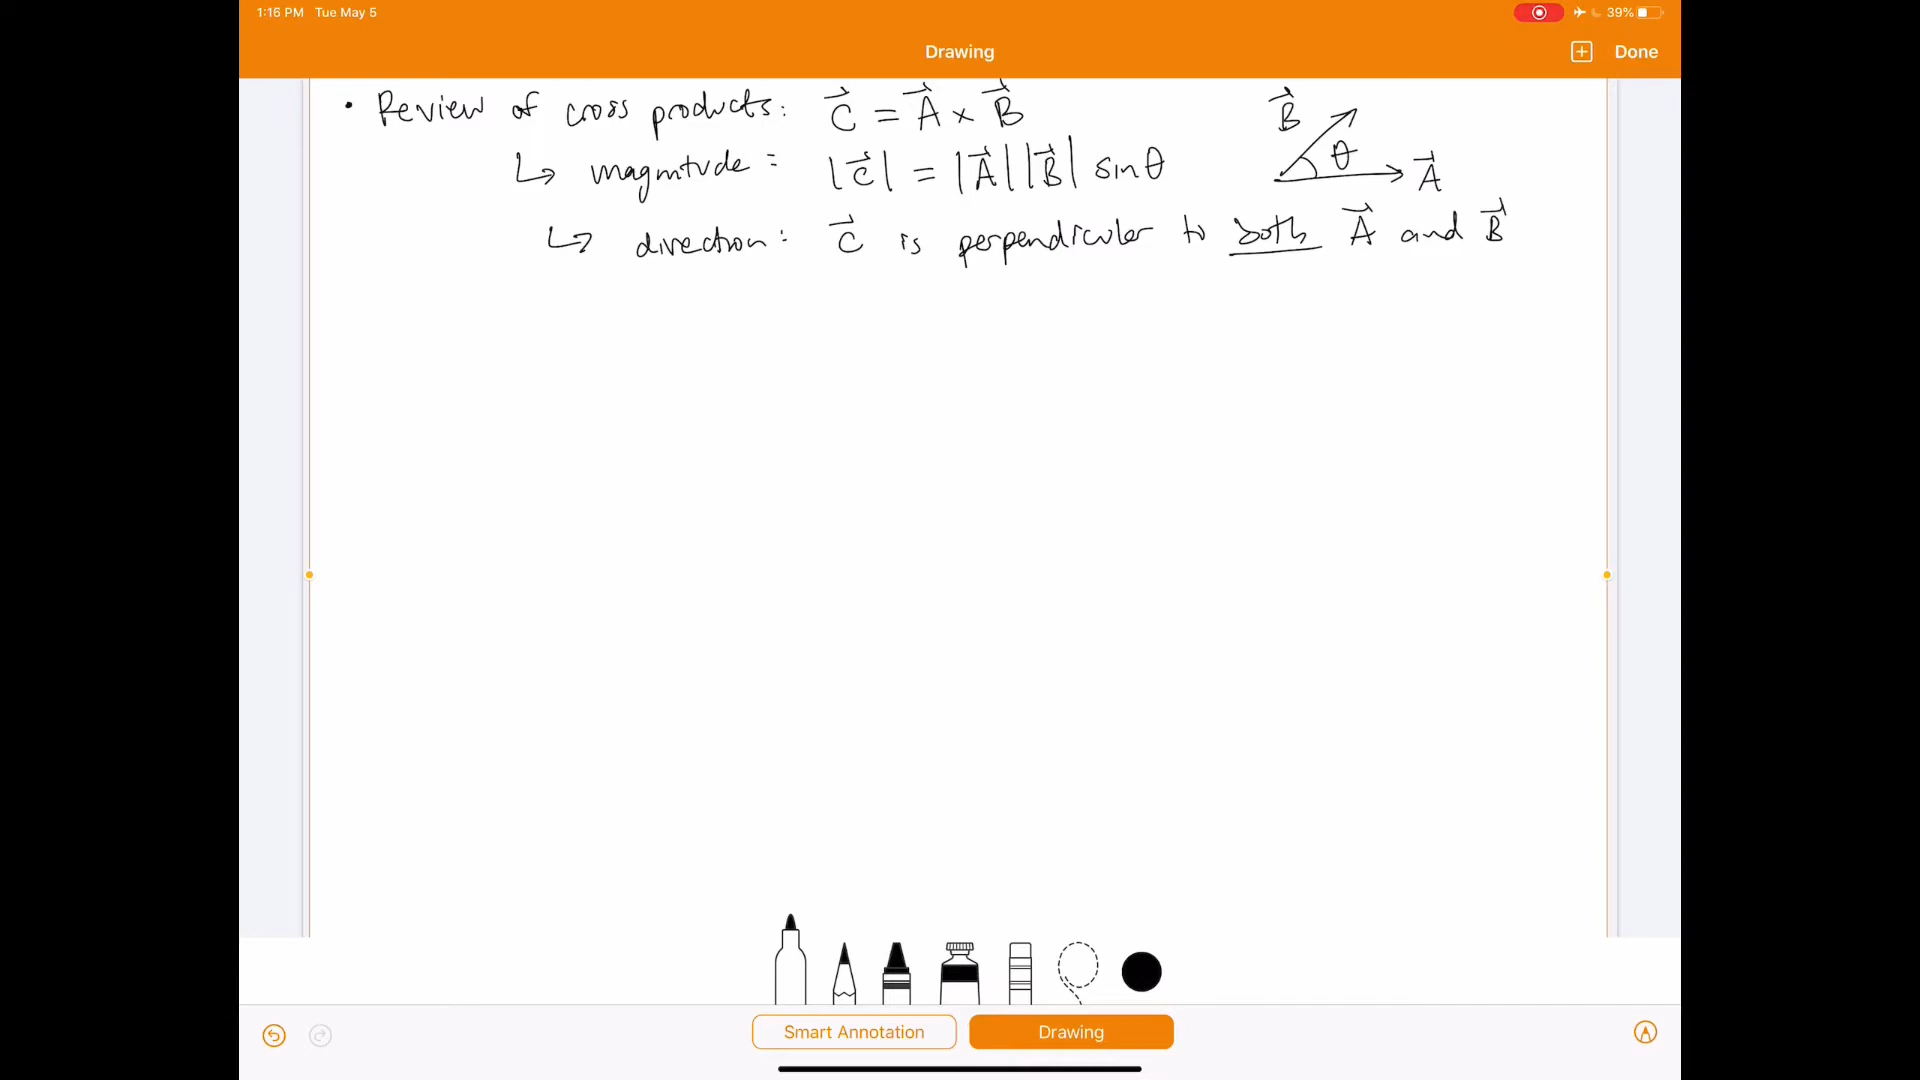 1:16 PM Tue May 5
39%
Drawing
Done
• Review of cross products: C⃗ = A⃗ × B⃗
B⃗
θ
A⃗
↳ magnitude: |C⃗| = |A⃗||B⃗| sinθ
↳ direction: C⃗ is perpendicular to both A⃗ and B⃗
Smart Annotation
Drawing